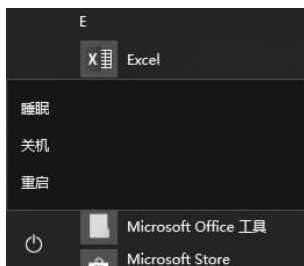 E
Excel
睡眠
关机
重启
Microsoft Office 工具
Microsoft Store